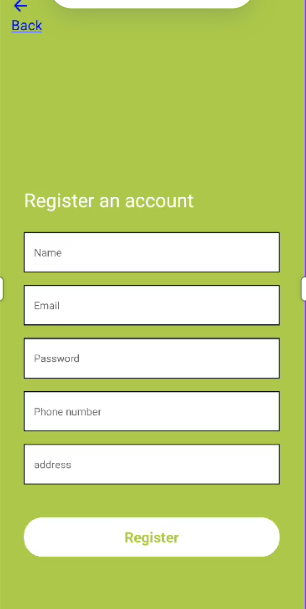 Back
Register an account
Name
Email
Password
Phone number
address
Register